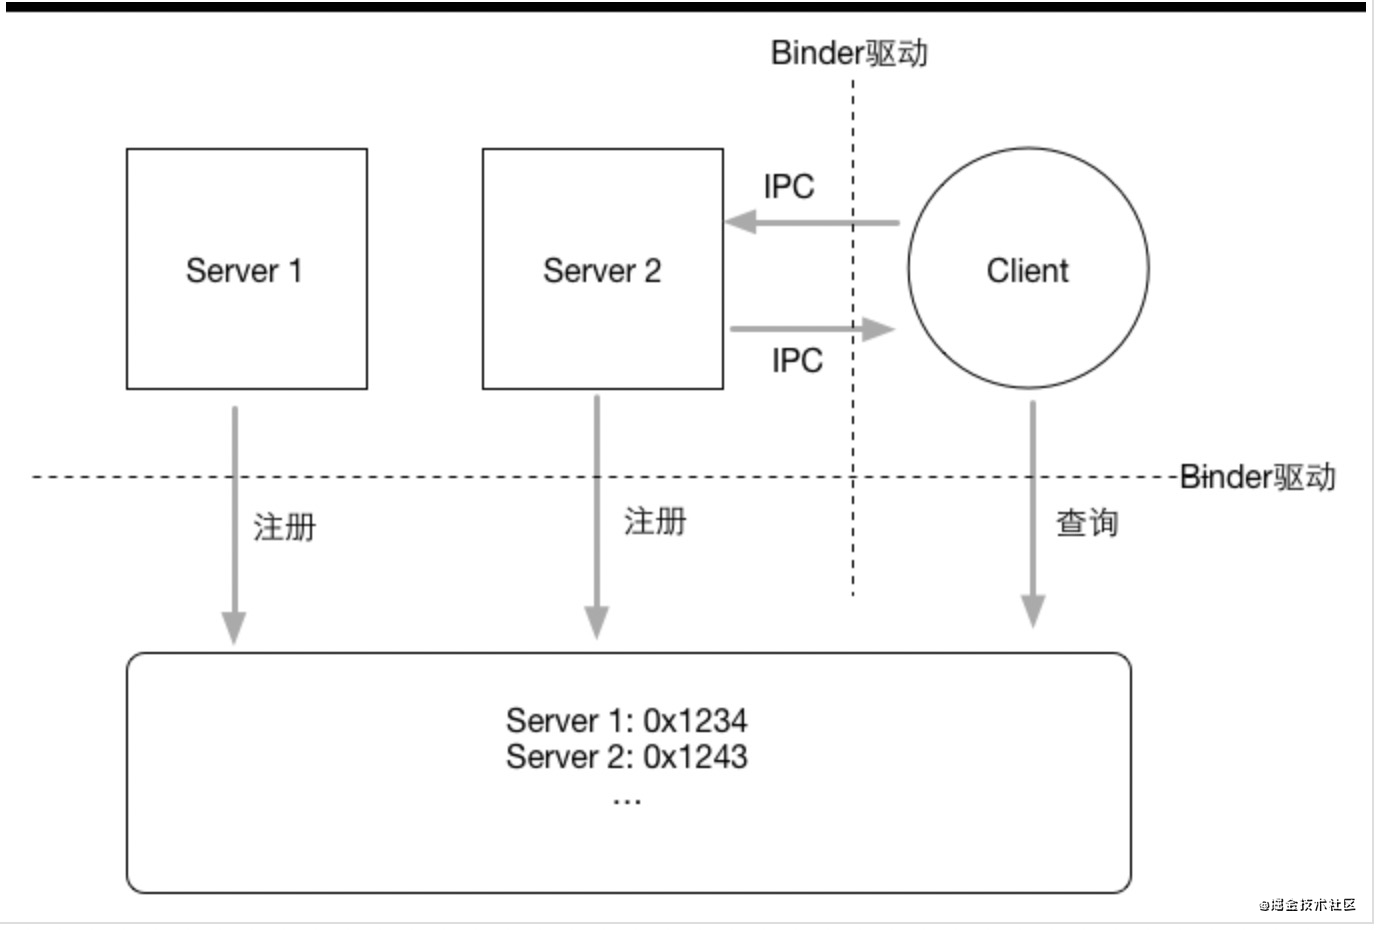 Binder驱动
IPC
Server 1
Server 2
Client
IPC
Binder驱动
注册
注册
查询
Server 1: 0x1234
Server 2: 0x1243
...
@掘金技术社区